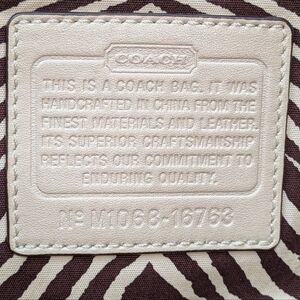 COACH
THIS IS A COACH BAG. IT WAS
HANDCRAFTED IN CHINA FROM THE
FINEST MATERIALS AND LEATHER.
ITS SUPERIOR CRAFTSMANSHIP
REFLECTS OUR COMMITMENT TO
ENDURING QUALITY.
Nº M1068-16763